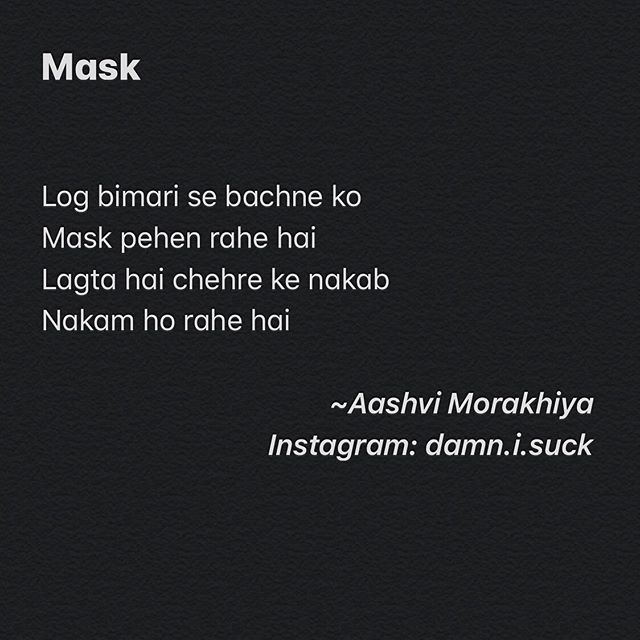 Mask
Log bimari se bachne ko
Mask pehen rahe hai
Lagta hai chehre ke nakab
Nakam ho rahe hai
~Aashvi Morakhiya
Instagram: damn.i.suck